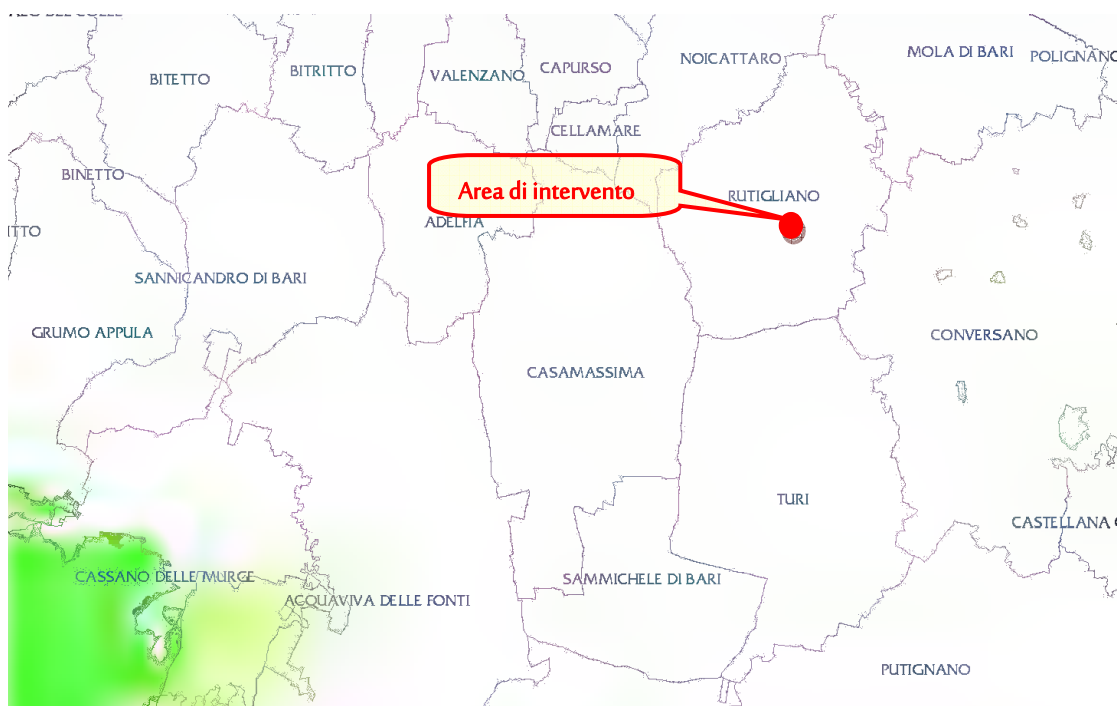 MOLA DI BARI
POLIGNANO
NOICATTARO
CAPURSO
BITRITTO
VALENZANO
BITETTO
CELLAMARE
BINETTO
Area di intervento
RUTIGLIANO
ADELFIA
SANNICANDRO DI BARI
GRUMO APPULA
CONVERSANO
CASAMASSIMA
TURI
CASTELLANA
CASSANO DELLE MURGE
SAMMICHELE DI BARI
ACQUAVIVA DELLE FONTI
PUTIGNANO